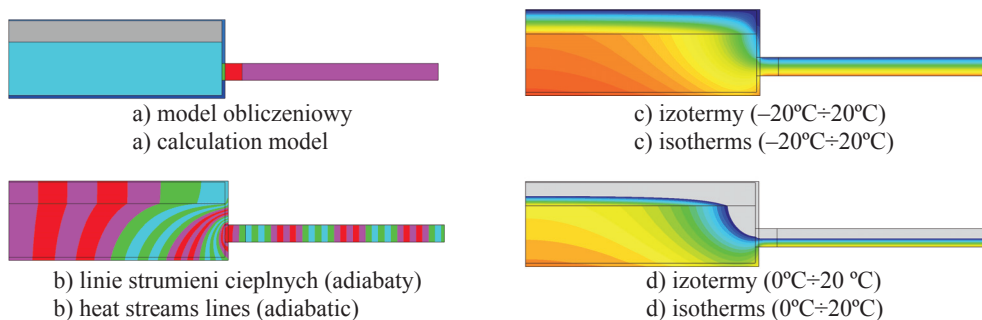 a) model obliczeniowy
a) calculation model
b) linie strumieni cieplnych (adiabaty)
b) heat streams lines (adiabatic)
c) izotermy (–20ºC÷20ºC)
c) isotherms (–20ºC÷20ºC)
d) izotermy (0ºC÷20 ºC)
d) isotherms (0ºC÷20ºC)